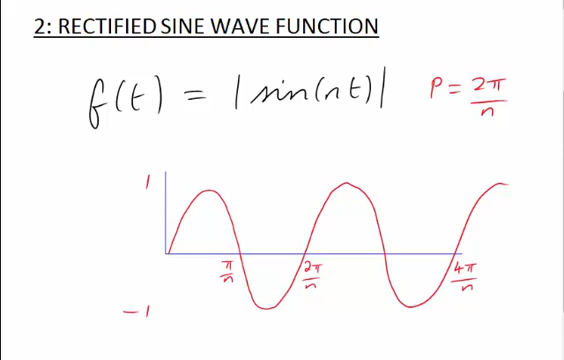 2: RECTIFIED SINE WAVE FUNCTION
f(t) = |sin(nt)| P = 2π/n
1
π/n 2π/n 4π/n
-1